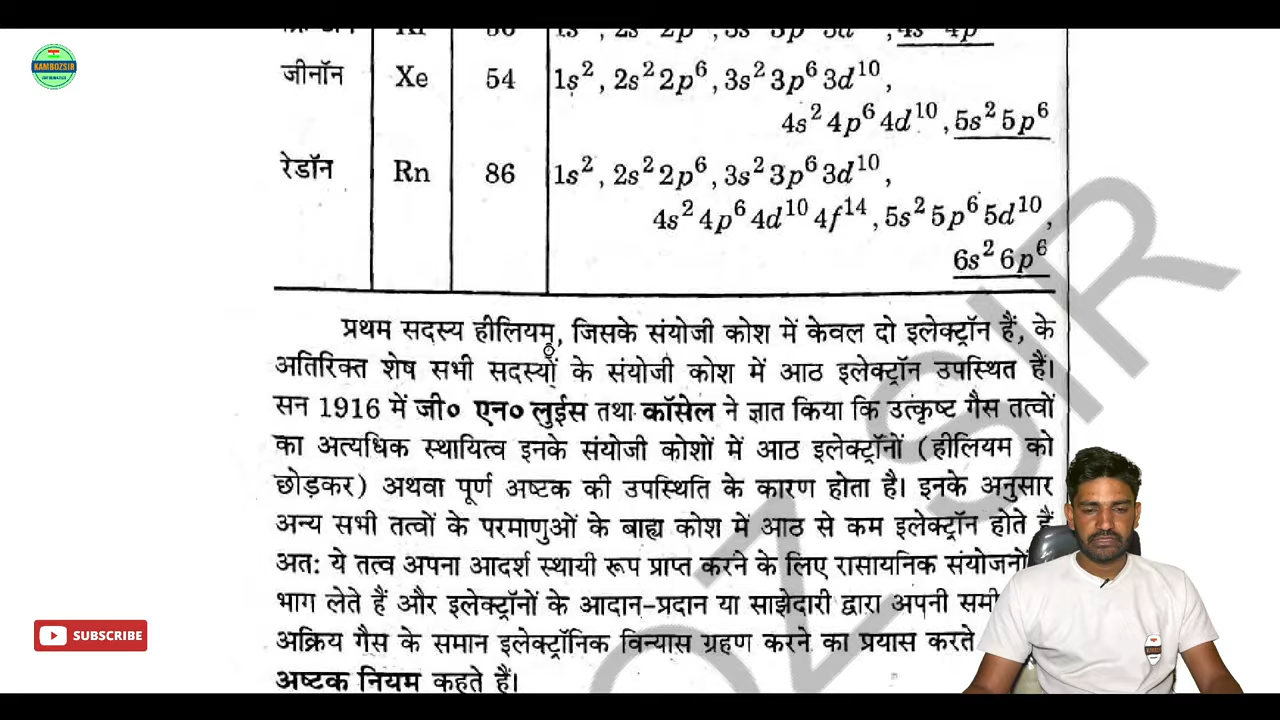 KAMBOZSIR
जीनॉन Xe 54 1s², 2s² 2p⁶, 3s² 3p⁶ 3d¹⁰,
4s² 4p⁶ 4d¹⁰, 5s² 5p⁶
रेडॉन Rn 86 1s², 2s² 2p⁶, 3s² 3p⁶ 3d¹⁰,
4s² 4p⁶ 4d¹⁰ 4f¹⁴, 5s² 5p⁶ 5d¹⁰,
6s² 6p⁶
प्रथम सदस्य हीलियम, जिसके संयोजी कोश में केवल दो इलेक्ट्रॉन हैं, के
अतिरिक्त शेष सभी सदस्यों के संयोजी कोश में आठ इलेक्ट्रॉन उपस्थित हैं।
सन 1916 में जी० एन० लुईस तथा कॉसेल ने ज्ञात किया कि उत्कृष्ट गैस तत्वों
का अत्यधिक स्थायित्व इनके संयोजी कोशों में आठ इलेक्ट्रॉनों (हीलियम को
छोड़कर) अथवा पूर्ण अष्टक की उपस्थिति के कारण होता है। इनके अनुसार
अन्य सभी तत्वों के परमाणुओं के बाह्य कोश में आठ से कम इलेक्ट्रॉन होते हैं
अत: ये तत्व अपना आदर्श स्थायी रूप प्राप्त करने के लिए रासायनिक संयोजनों
भाग लेते हैं और इलेक्ट्रॉनों के आदान-प्रदान या साझेदारी द्वारा अपनी
अक्रिय गैस के समान इलेक्ट्रॉनिक विन्यास ग्रहण करने का प्रयास करते
अष्टक नियम कहते हैं।
SUBSCRIBE
OZ SIR